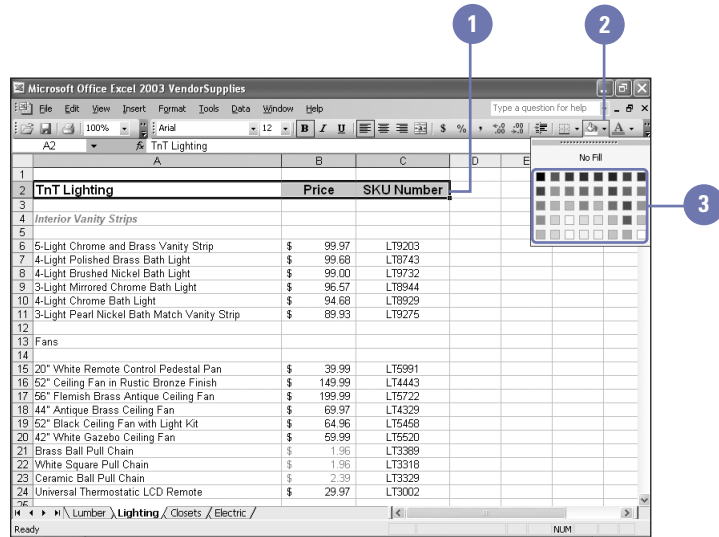 1
2
Microsoft Office Excel 2003 VendorSupplies
File Edit View Insert Format Tools Data Window Help Type a question for help
100% Arial 12 B I U $ % , A
A2 fx TnT Lighting
A B C D E
No Fill
3
1
2 TnT Lighting Price SKU Number
3
4 Interior Vanity Strips
5
6 5-Light Chrome and Brass Vanity Strip $ 99.97 LT9203
7 4-Light Polished Brass Bath Light $ 99.68 LT8743
8 4-Light Brushed Nickel Bath Light $ 99.00 LT9732
9 3-Light Mirrored Chrome Bath Light $ 96.57 LT8944
10 4-Light Chrome Bath Light $ 94.68 LT8929
11 3-Light Pearl Nickel Bath Match Vanity Strip $ 89.93 LT9275
12
13 Fans
14
15 20" White Remote Control Pedestal Pan $ 39.99 LT5991
16 52" Ceiling Fan in Rustic Bronze Finish $ 149.99 LT4443
17 56" Flemish Brass Antique Ceiling Fan $ 199.99 LT5722
18 44" Antique Brass Ceiling Fan $ 69.97 LT4329
19 52" Black Ceiling Fan with Light Kit $ 64.96 LT5458
20 42" White Gazebo Ceiling Fan $ 59.99 LT5520
21 Brass Ball Pull Chain $ 1.96 LT3389
22 White Square Pull Chain $ 1.96 LT3318
23 Ceramic Ball Pull Chain $ 2.39 LT3329
24 Universal Thermostatic LCD Remote $ 29.97 LT3002
Lumber Lighting Closets Electric
Ready NUM